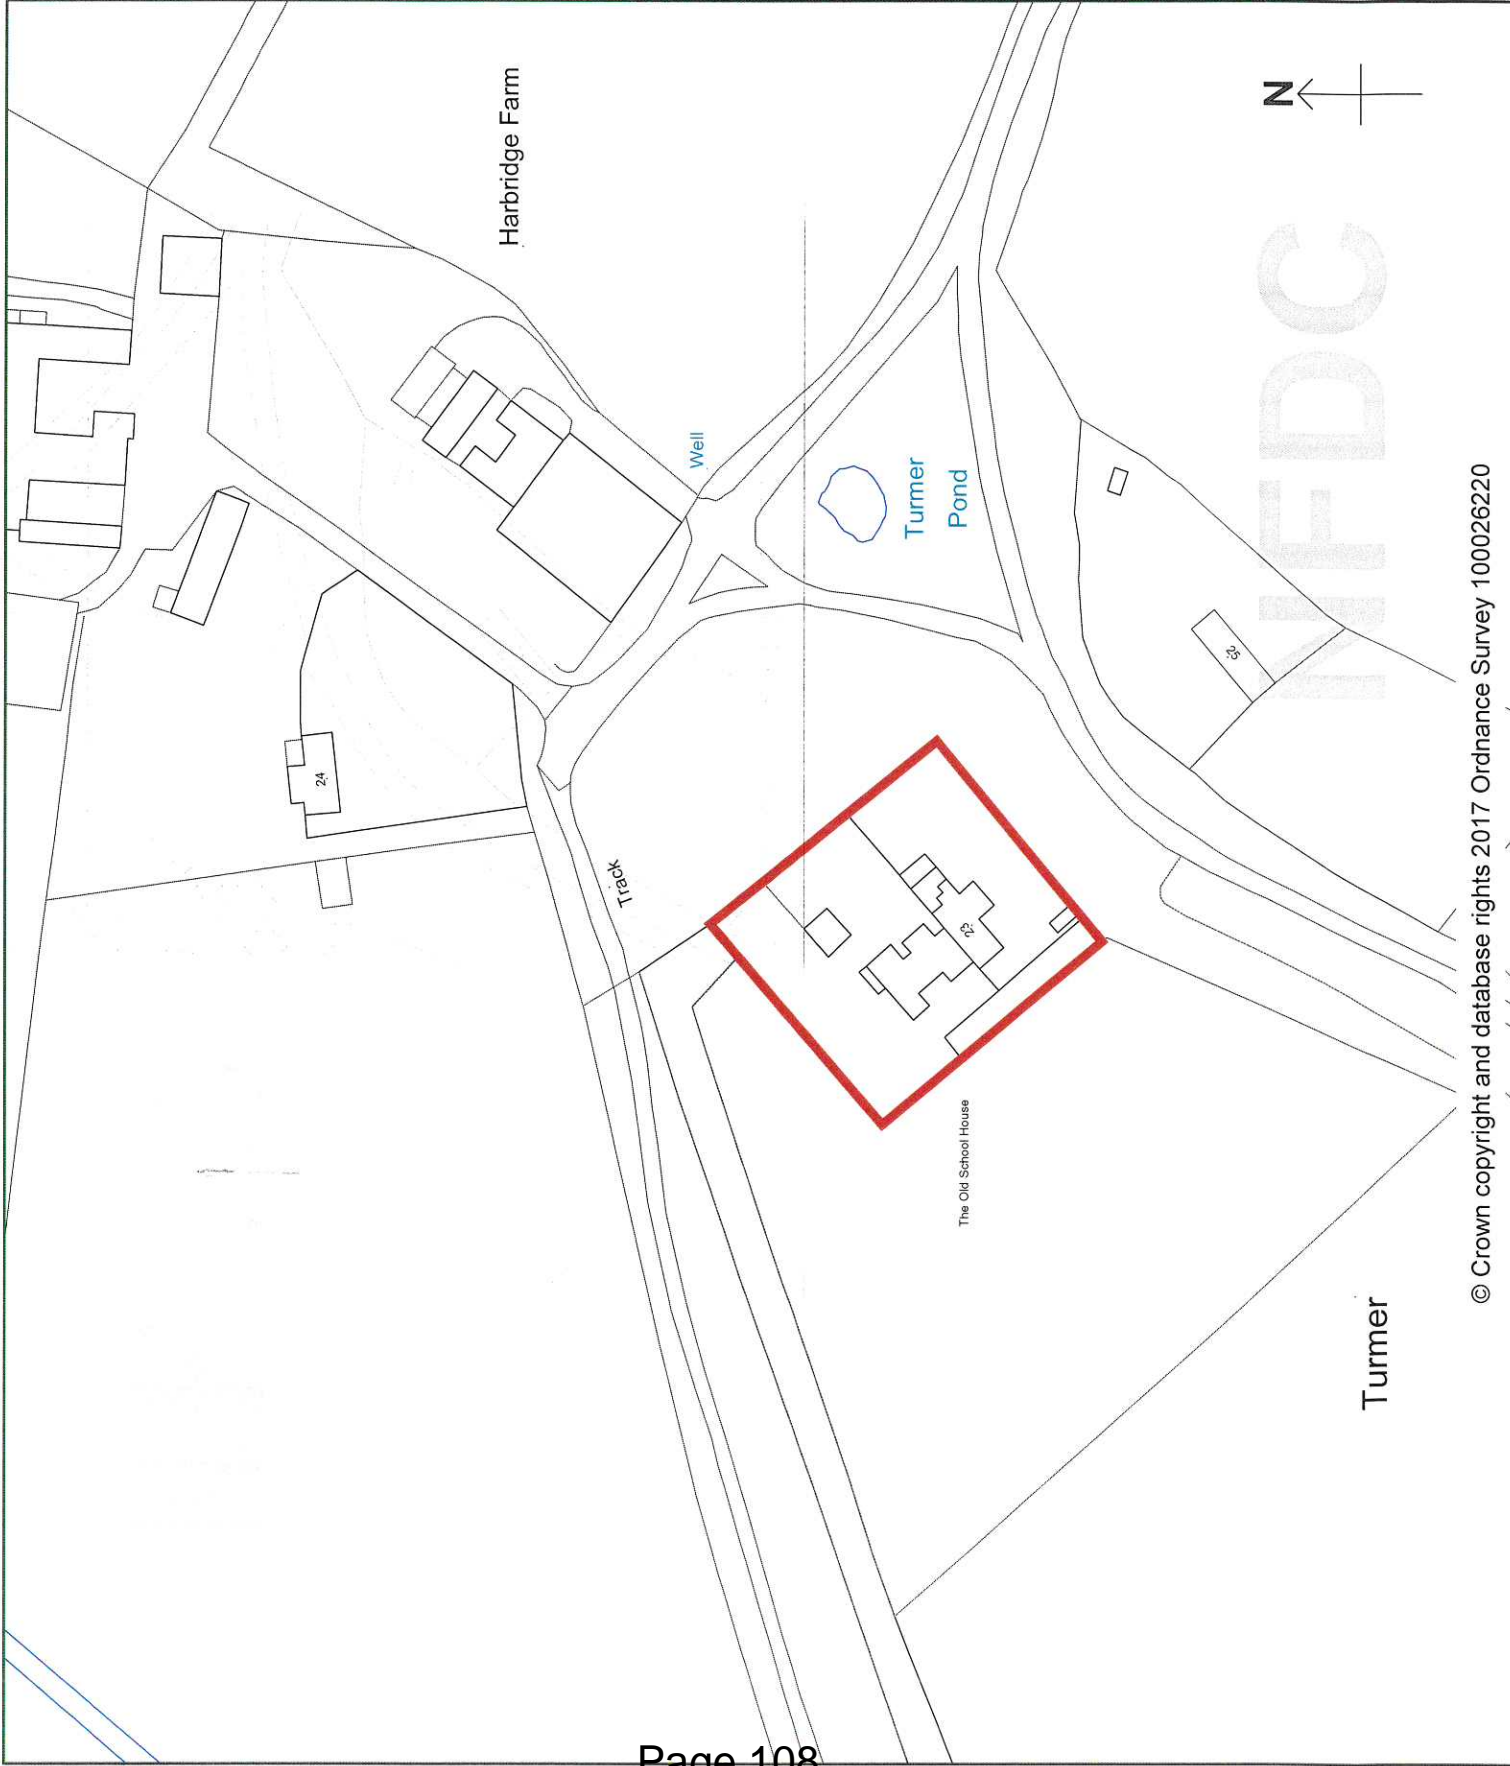 Harbridge Farm
N
24
Track
Well
Turmer
Pond
NFDC
25
23
The Old School House
Turmer
© Crown copyright and database rights 2017 Ordnance Survey 100026220
Page 108